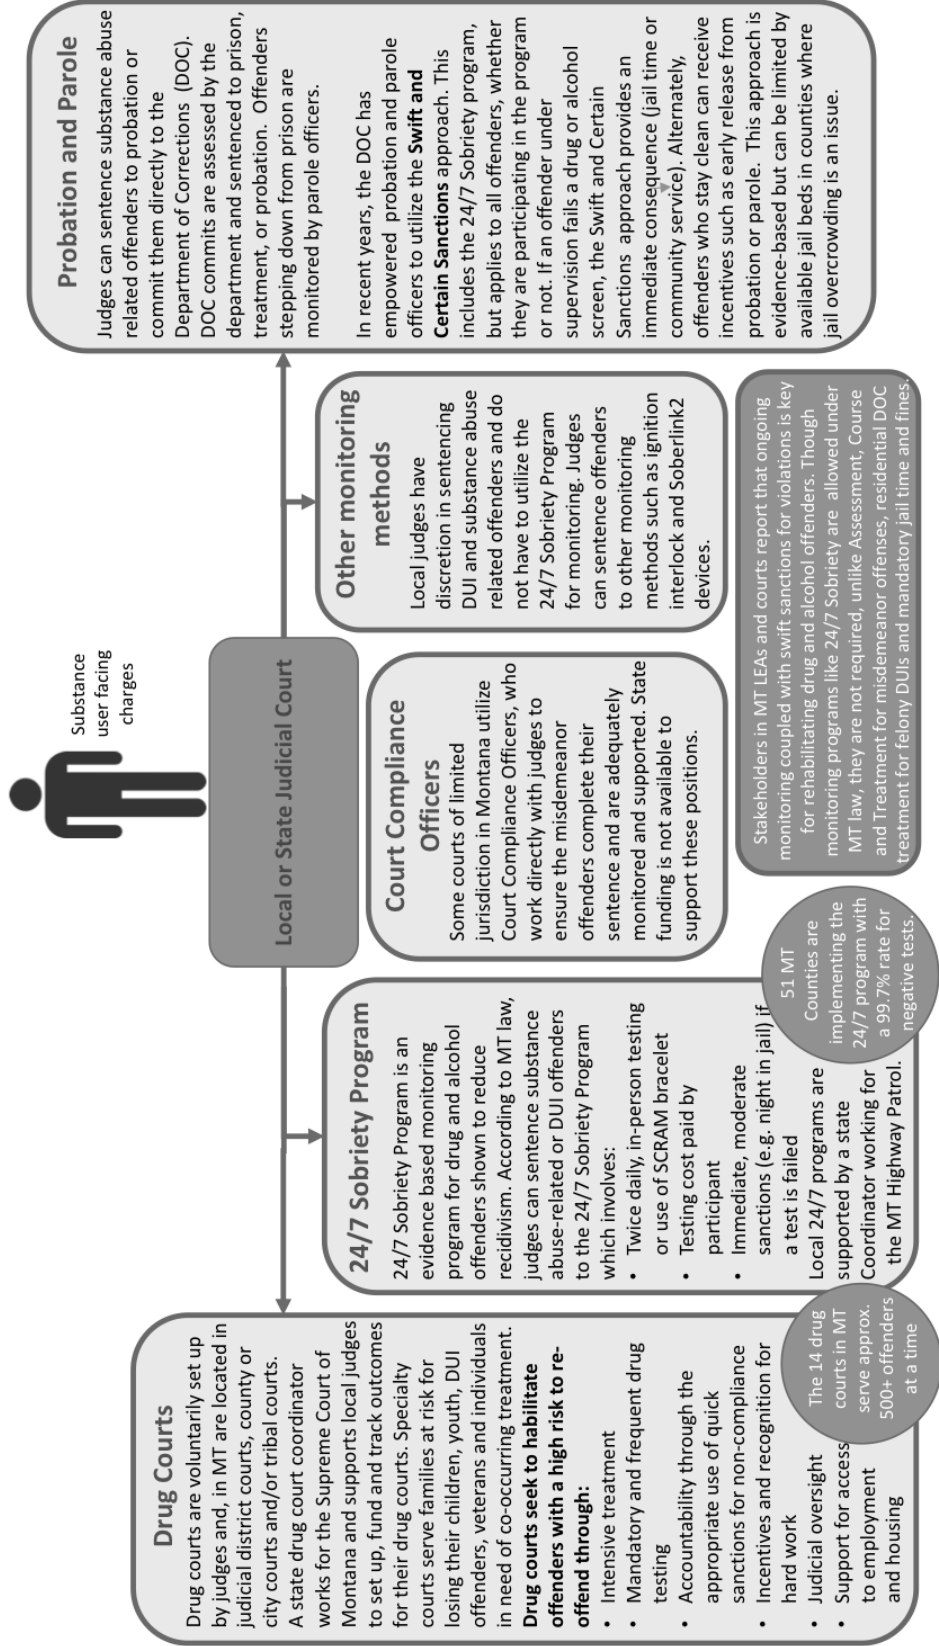 Substance
user facing
charges
Local or State Judicial Court
Drug Courts
Drug courts are voluntarily set up
by judges and, in MT are located in
judicial district courts, county or
city courts and/or tribal courts.
A state drug court coordinator
works for the Supreme Court of
Montana and supports local judges
to set up, fund and track outcomes
for their drug courts. Specialty
courts serve families at risk for
losing their children, youth, DUI
offenders, veterans and individuals
in need of co-occurring treatment.
Drug courts seek to habilitate
offenders with a high risk to re-
offend through:
• Intensive treatment
• Mandatory and frequent drug
testing
• Accountability through the
appropriate use of quick
sanctions for non-compliance
• Incentives and recognition for
hard work
• Judicial oversight
• Support for access
to employment
and housing
The 14 drug
courts in MT
serve approx.
500+ offenders
at a time
24/7 Sobriety Program
24/7 Sobriety Program is an
evidence based monitoring
program for drug and alcohol
offenders shown to reduce
recidivism. According to MT law,
judges can sentence substance
abuse-related or DUI offenders
to the 24/7 Sobriety Program
which involves:
• Twice daily, in-person testing
or use of SCRAM bracelet
• Testing cost paid by
participant
• Immediate, moderate
sanctions (e.g. night in jail) if
a test is failed
Local 24/7 programs are
supported by a state
Coordinator working for
the MT Highway Patrol.
51 MT
Counties are
implementing the
24/7 program with
a 99.7% rate for
negative tests.
Court Compliance
Officers
Some courts of limited
jurisdiction in Montana utilize
Court Compliance Officers, who
work directly with judges to
ensure the misdemeanor
offenders complete their
sentence and are adequately
monitored and supported. State
funding is not available to
support these positions.
Other monitoring
methods
Local judges have
discretion in sentencing
DUI and substance abuse
related offenders and do
not have to utilize the
24/7 Sobriety Program
for monitoring. Judges
can sentence offenders
to other monitoring
methods such as ignition
interlock and Soberlink2
devices.
Stakeholders in MT LEAs and courts report that ongoing
monitoring coupled with swift sanctions for violations is key
for rehabilitating drug and alcohol offenders. Though
monitoring programs like 24/7 Sobriety are allowed under
MT law, they are not required, unlike Assessment, Course
and Treatment for misdemeanor offenses, residential DOC
treatment for felony DUIs and mandatory jail time and fines.
Probation and Parole
Judges can sentence substance abuse
related offenders to probation or
commit them directly to the
Department of Corrections (DOC).
DOC commits are assessed by the
department and sentenced to prison,
treatment, or probation. Offenders
stepping down from prison are
monitored by parole officers.
In recent years, the DOC has
empowered probation and parole
officers to utilize the Swift and
Certain Sanctions approach. This
includes the 24/7 Sobriety program,
but applies to all offenders, whether
they are participating in the program
or not. If an offender under
supervision fails a drug or alcohol
screen, the Swift and Certain
Sanctions approach provides an
immediate consequence (jail time or
community service). Alternately,
offenders who stay clean can receive
incentives such as early release from
probation or parole. This approach is
evidence-based but can be limited by
available jail beds in counties where
jail overcrowding is an issue.